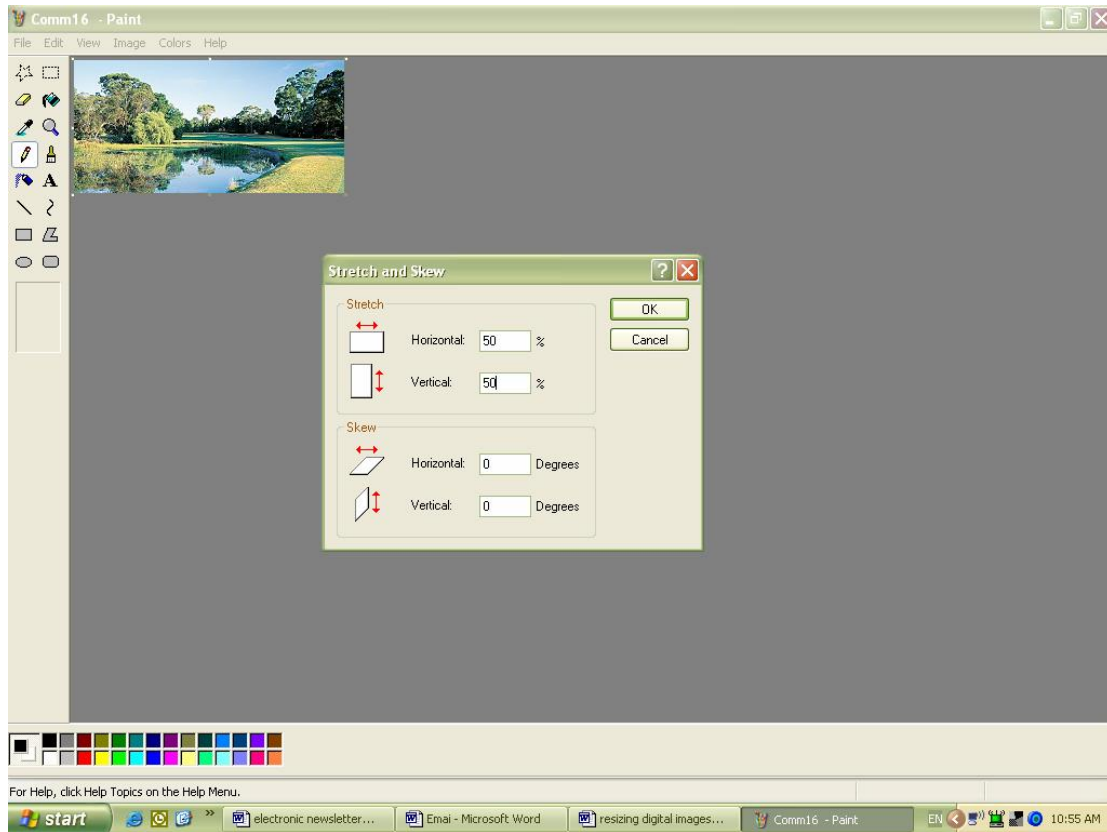 Comm16 - Paint
File Edit View Image Colors Help
A
Stretch and Skew
Stretch
OK
Horizontal: 50 %
Cancel
Vertical: 50 %
Skew
Horizontal: 0 Degrees
Vertical: 0 Degrees
For Help, click Help Topics on the Help Menu.
start » electronic newsletter... Emai - Microsoft Word resizing digital images... Comm16 - Paint EN 10:55 AM